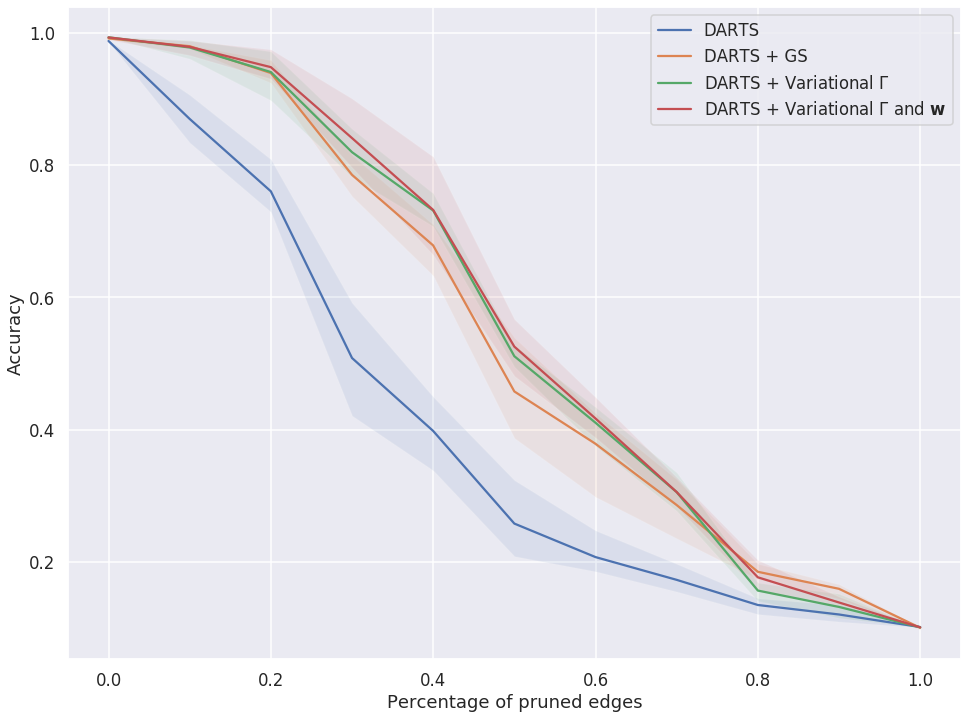 DARTS
DARTS + GS
DARTS + Variational Γ
DARTS + Variational Γ and w
1.0
0.8
0.6
0.4
0.2
Accuracy
0.0 0.2 0.4 0.6 0.8 1.0
Percentage of pruned edges